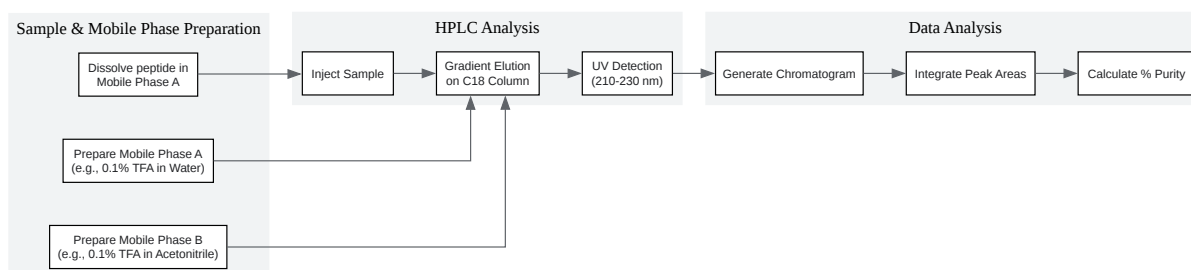 Sample & Mobile Phase Preparation
Dissolve peptide in
Mobile Phase A
Prepare Mobile Phase A
(e.g., 0.1% TFA in Water)
Prepare Mobile Phase B
(e.g., 0.1% TFA in Acetonitrile)
HPLC Analysis
Inject Sample
Gradient Elution
on C18 Column
UV Detection
(210-230 nm)
Data Analysis
Generate Chromatogram
Integrate Peak Areas
Calculate % Purity